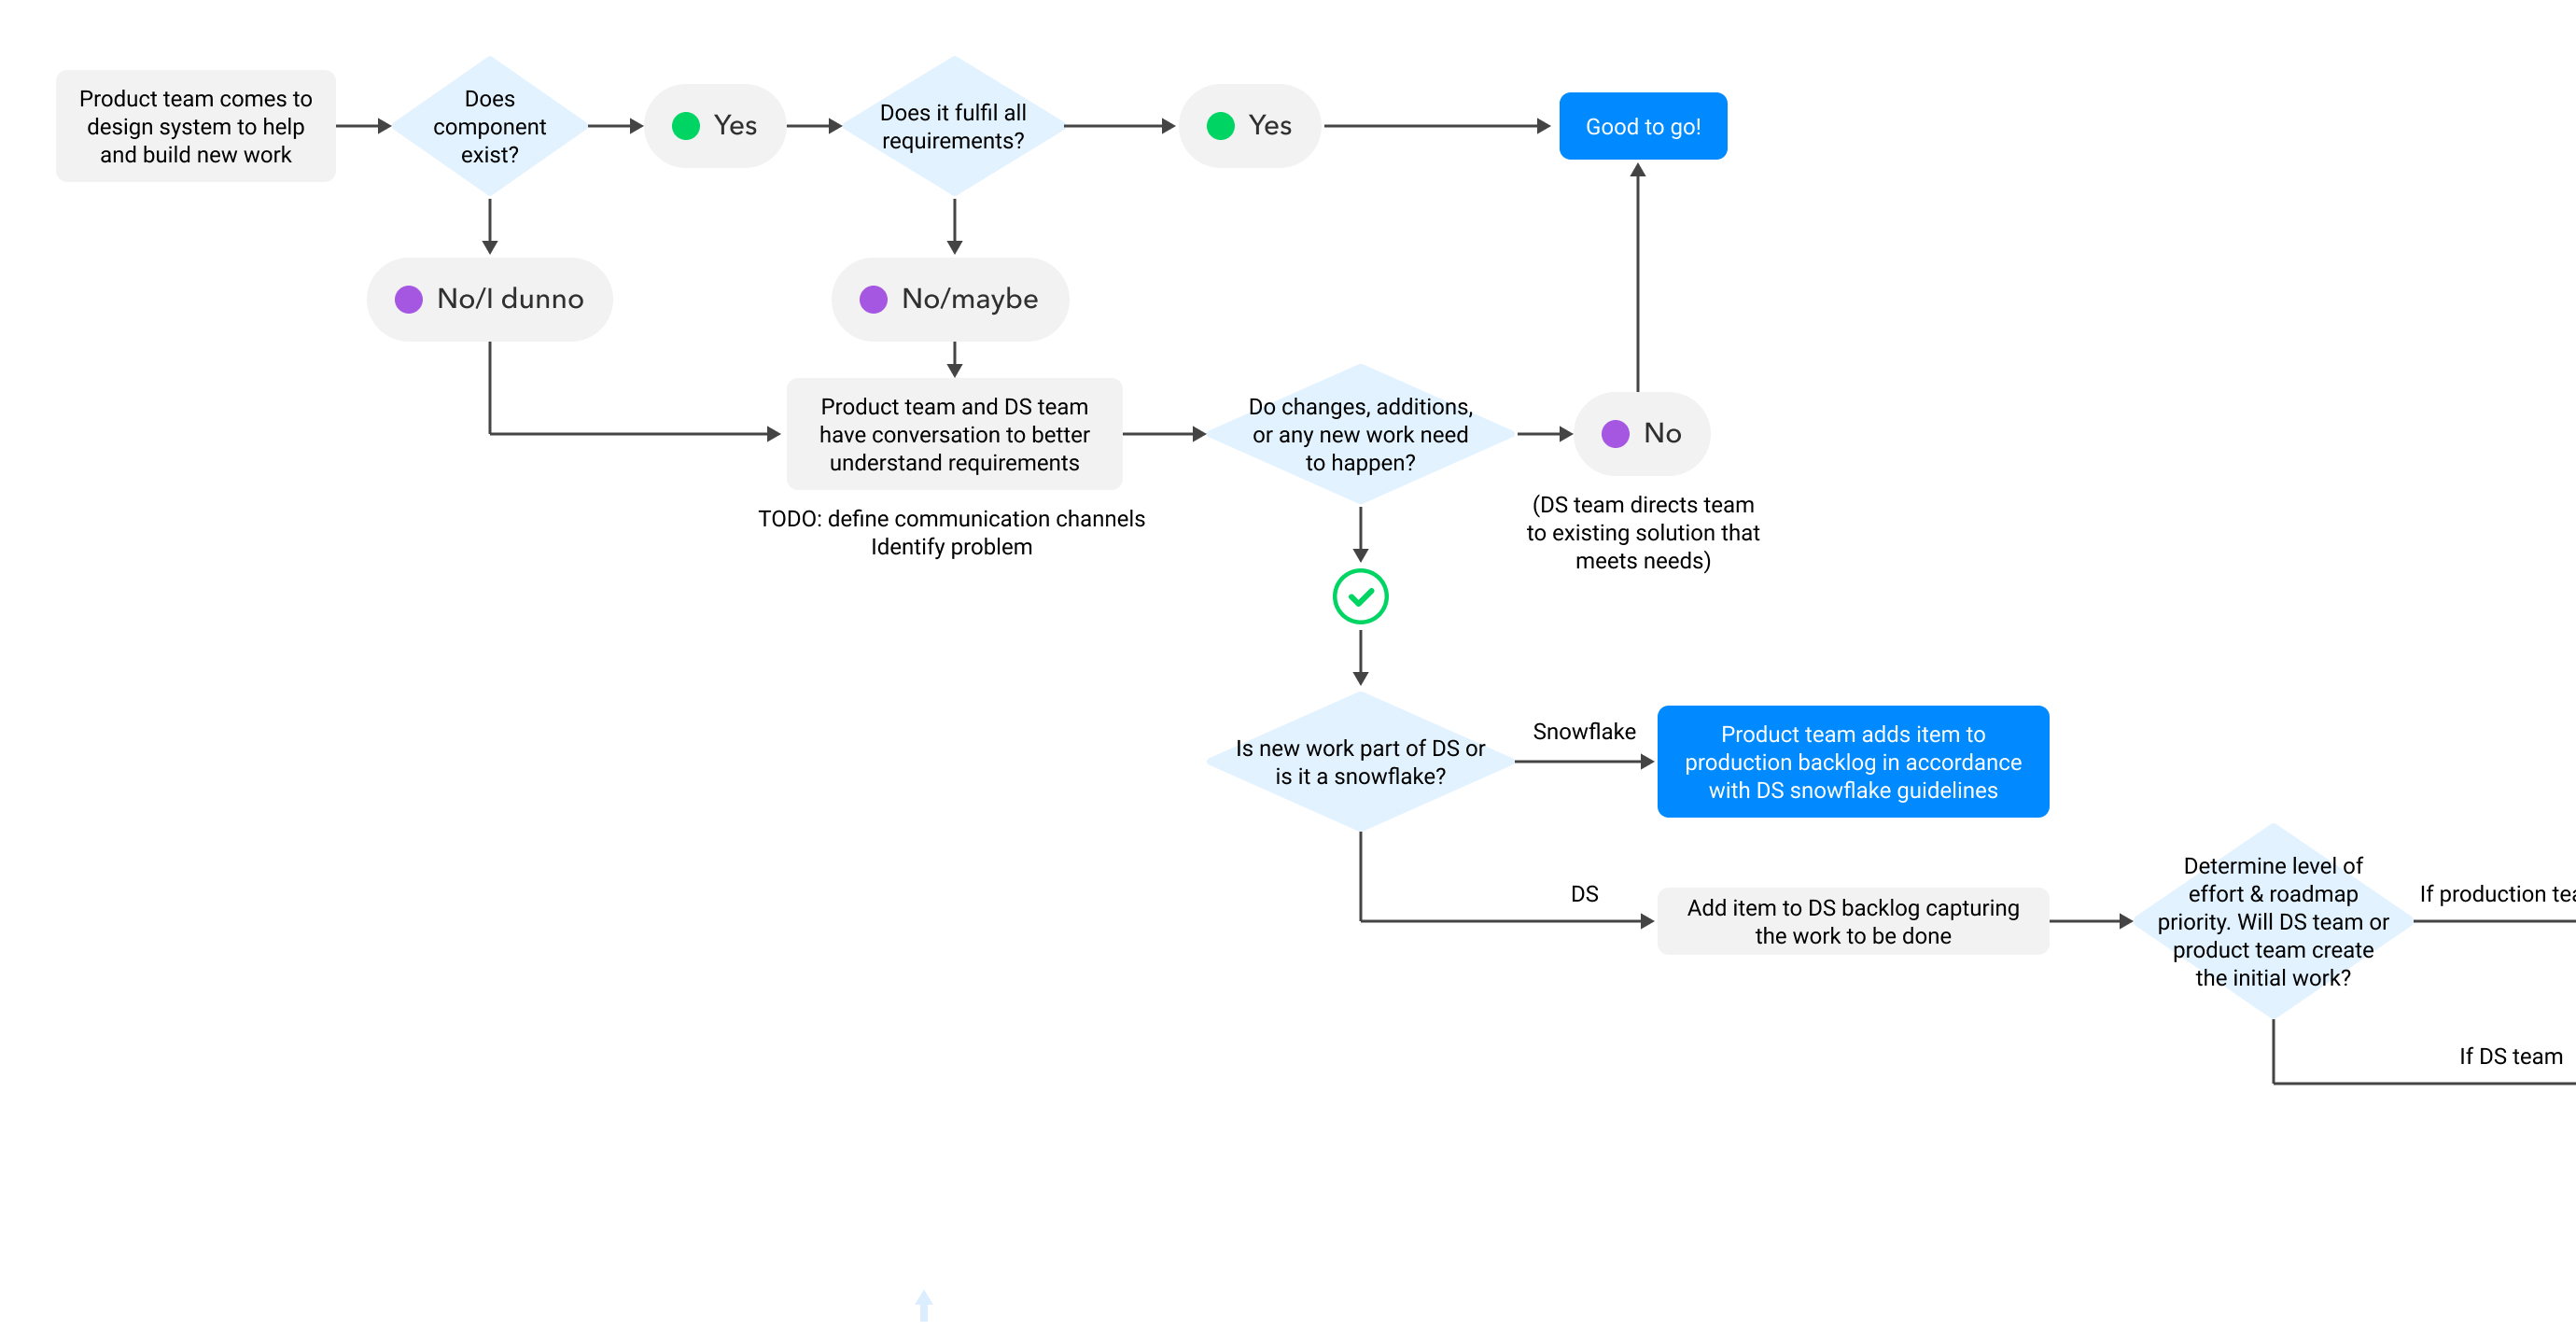 Product team comes to
design system to help
and build new work
Does
component
exist?
Yes
Does it fulfil all
requirements?
Yes
Good to go!
No/I dunno
No/maybe
Product team and DS team
have conversation to better
understand requirements
TODO: define communication channels
Identify problem
Do changes, additions,
or any new work need
to happen?
No
(DS team directs team
to existing solution that
meets needs)
Is new work part of DS or
is it a snowflake?
Snowflake
Product team adds item to
production backlog in accordance
with DS snowflake guidelines
DS
Add item to DS backlog capturing
the work to be done
Determine level of
effort & roadmap
priority. Will DS team or
product team create
the initial work?
If production
If DS team